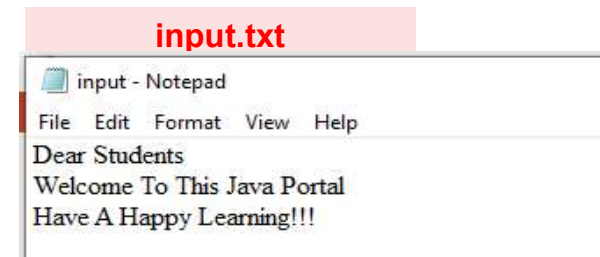 input.txt
input - Notepad
File Edit Format View Help
Dear Students
Welcome To This Java Portal
Have A Happy Learning!!!